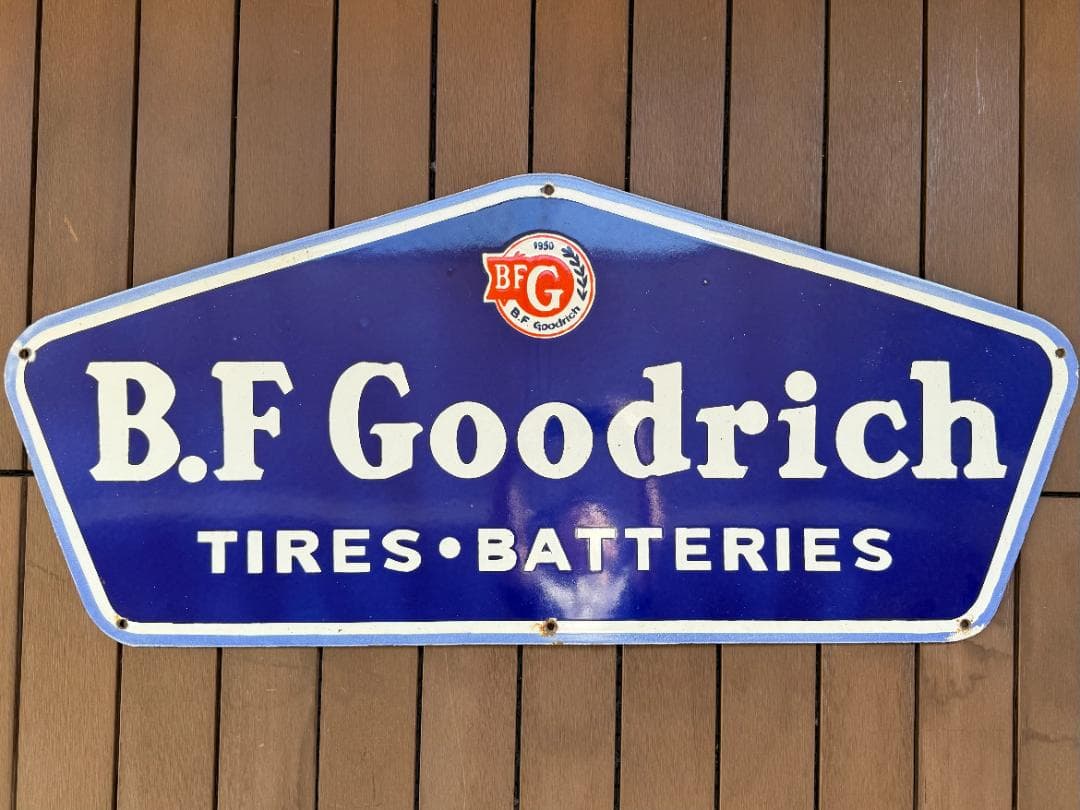 1950
BFG
B.F. Goodrich
B.F Goodrich
TIRES • BATTERIES